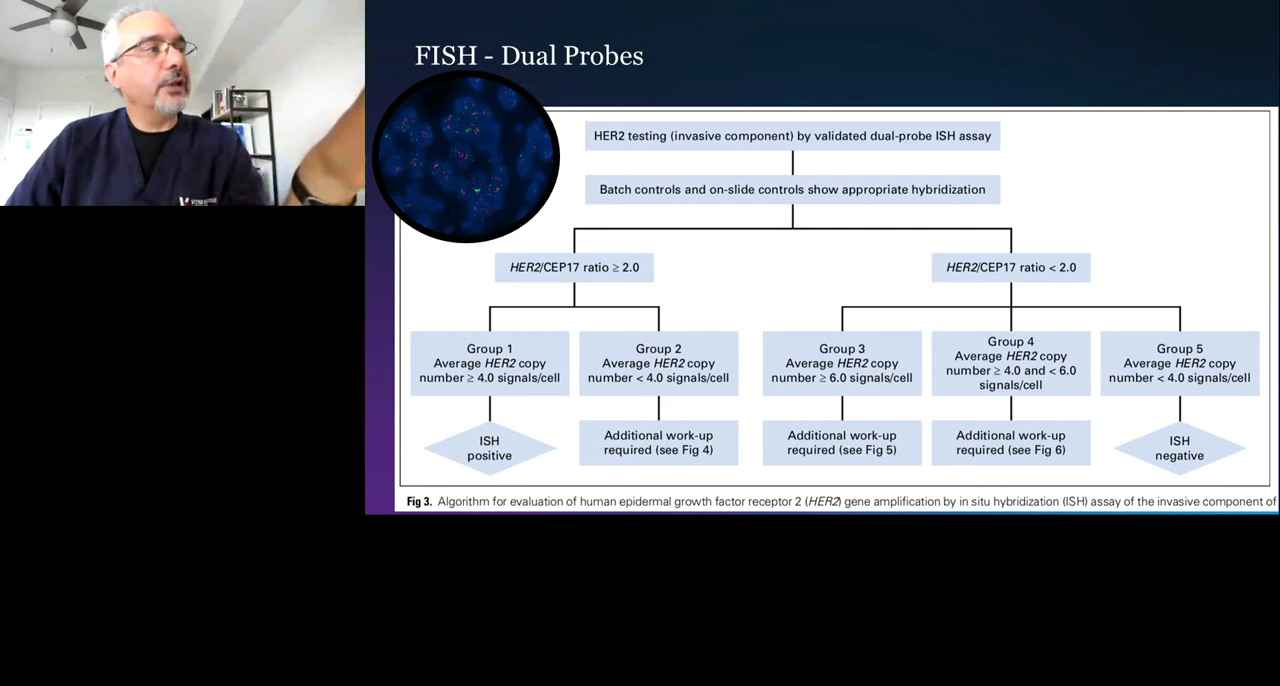 FISH - Dual Probes
HER2 testing (invasive component) by validated dual-probe ISH assay
Batch controls and on-slide controls show appropriate hybridization
HER2/CEP17 ratio ≥ 2.0
HER2/CEP17 ratio < 2.0
Group 1
Average HER2 copy
number ≥ 4.0 signals/cell
Group 2
Average HER2 copy
number < 4.0 signals/cell
Group 3
Average HER2 copy
number ≥ 6.0 signals/cell
Group 4
Average HER2 copy
number ≥ 4.0 and < 6.0
signals/cell
Group 5
Average HER2 copy
number < 4.0 signals/cell
ISH
positive
Additional work-up
required (see Fig 4)
Additional work-up
required (see Fig 5)
Additional work-up
required (see Fig 6)
ISH
negative
Fig 3. Algorithm for evaluation of human epidermal growth factor receptor 2 (HER2) gene amplification by in situ hybridization (ISH) assay of the invasive component of